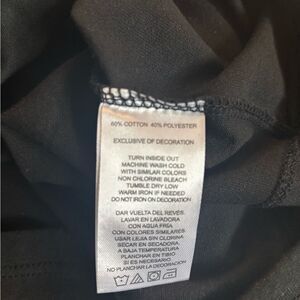 60% COTTON 40% POLYESTER
EXCLUSIVE OF DECORATION
TURN INSIDE OUT
MACHINE WASH COLD
WITH SIMILAR COLORS
NON CHLORINE BLEACH
TUMBLE DRY LOW
WARM IRON IF NEEDED
DO NOT IRON ON DECORATION
DAR VUELTA DEL REVÉS.
LAVAR EN LAVADORA
CON AGUA FRÍA
CON COLORES SIMILARES.
USAR LEJIA SIN CLORINA.
SECAR EN SECADORA.
A BAJA TEMPERATURA
PLANCHAR EN TIBIO
SI ES NECESARIO
NO PLANCHAR LA DECORACIÓN